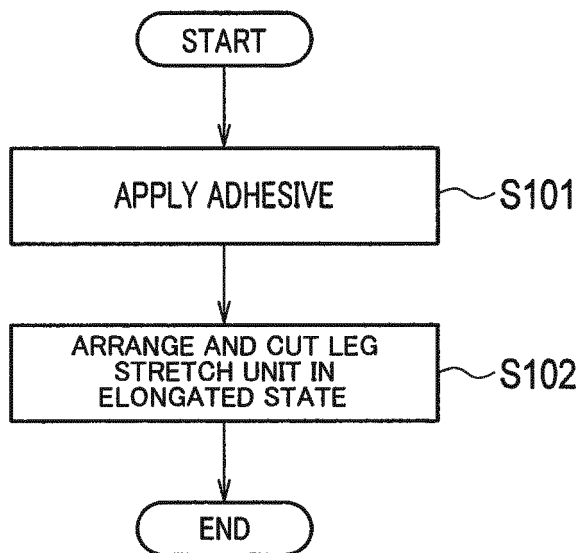 START
APPLY ADHESIVE
S101
ARRANGE AND CUT LEG
STRETCH UNIT IN
ELONGATED STATE
S102
END